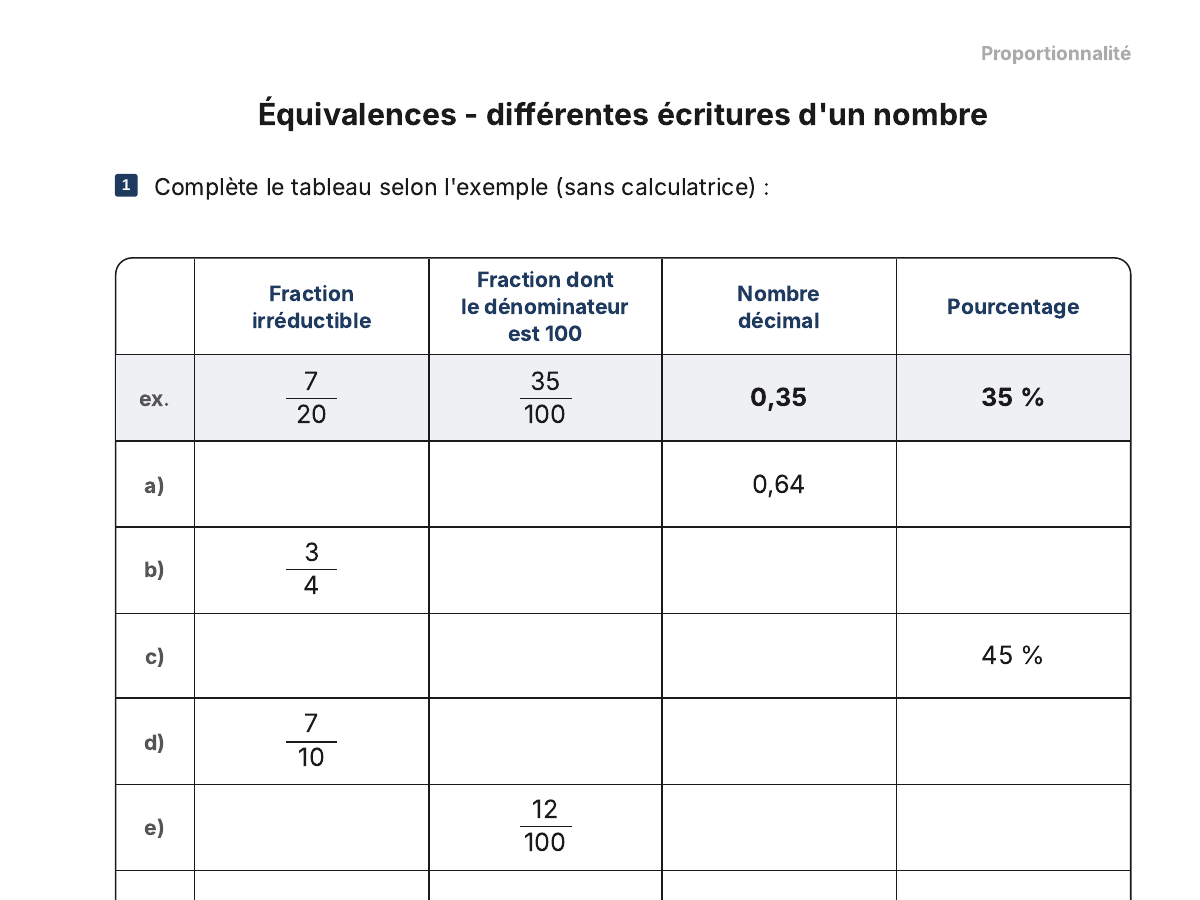 Proportionnalité
Équivalences - différentes écritures d'un nombre
1 Complète le tableau selon l'exemple (sans calculatrice) :
Fraction
irréductible
Fraction dont
le dénominateur
est 100
Nombre
décimal
Pourcentage
ex.
7
20
35
100
0,35
35 %
a)
0,64
b)
3
4
c)
45 %
d)
7
10
e)
12
100